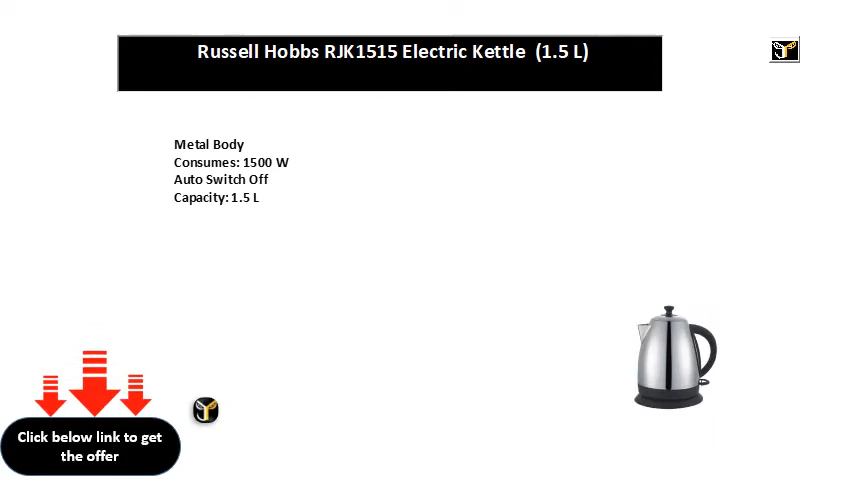 Russell Hobbs RJK1515 Electric Kettle  (1.5 L)
Metal Body
Consumes: 1500 W
Auto Switch Off
Capacity: 1.5 L
Click below link to get
the offer